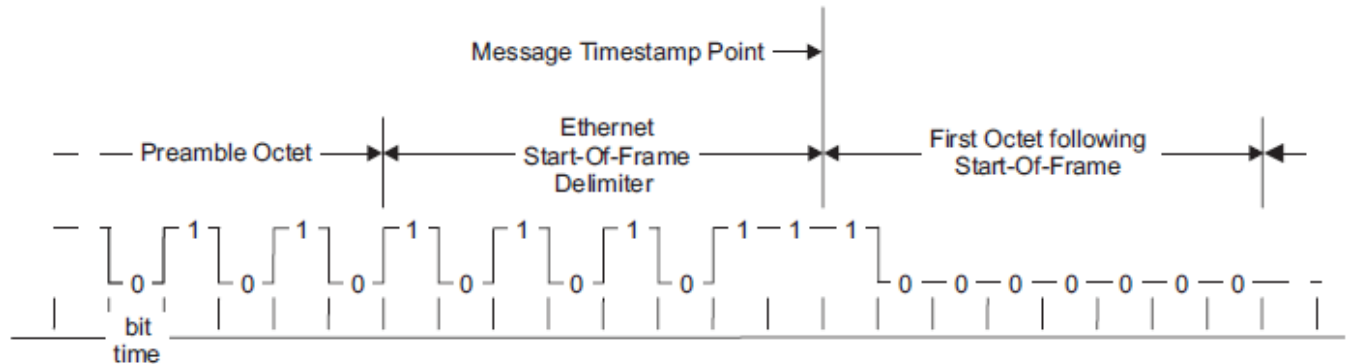 Message Timestamp Point
Preamble Octet
Ethernet
Start-Of-Frame
Delimiter
First Octet following
Start-Of-Frame
0 1 0 1 0 1 0 1 0 1 0 1 1 1 0 0 0 0 0 0 0
bit
time